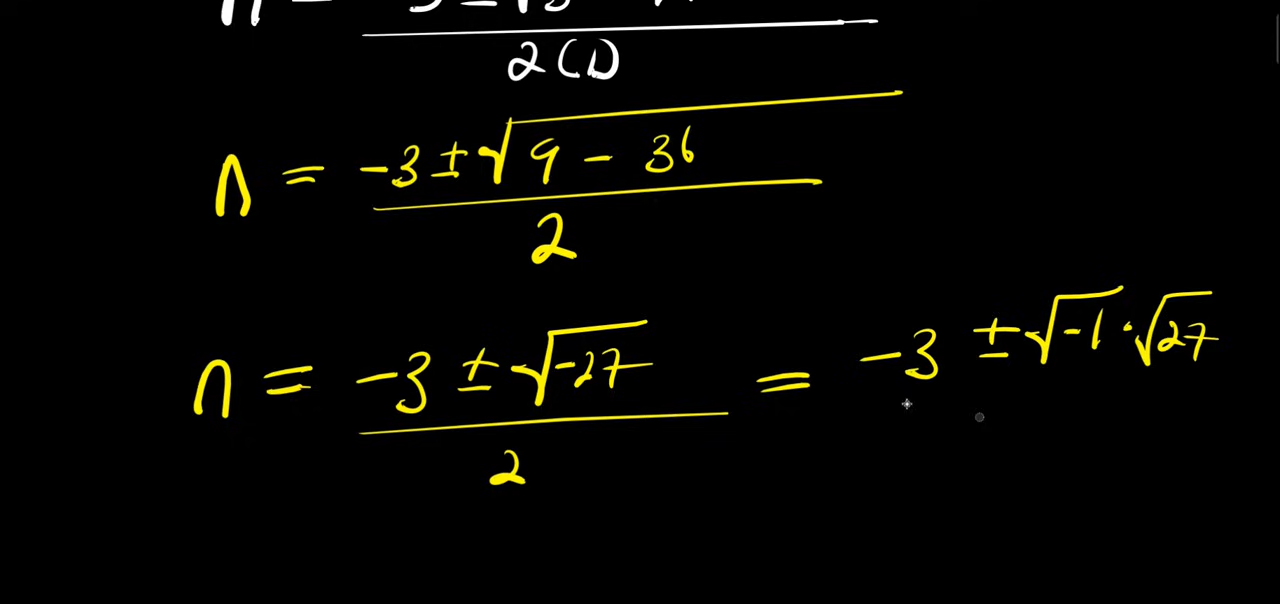 n =
2(1)
n = -3 ± √9 - 36
2
n = -3 ± √-27 = -3 ± √-1 · √27
2